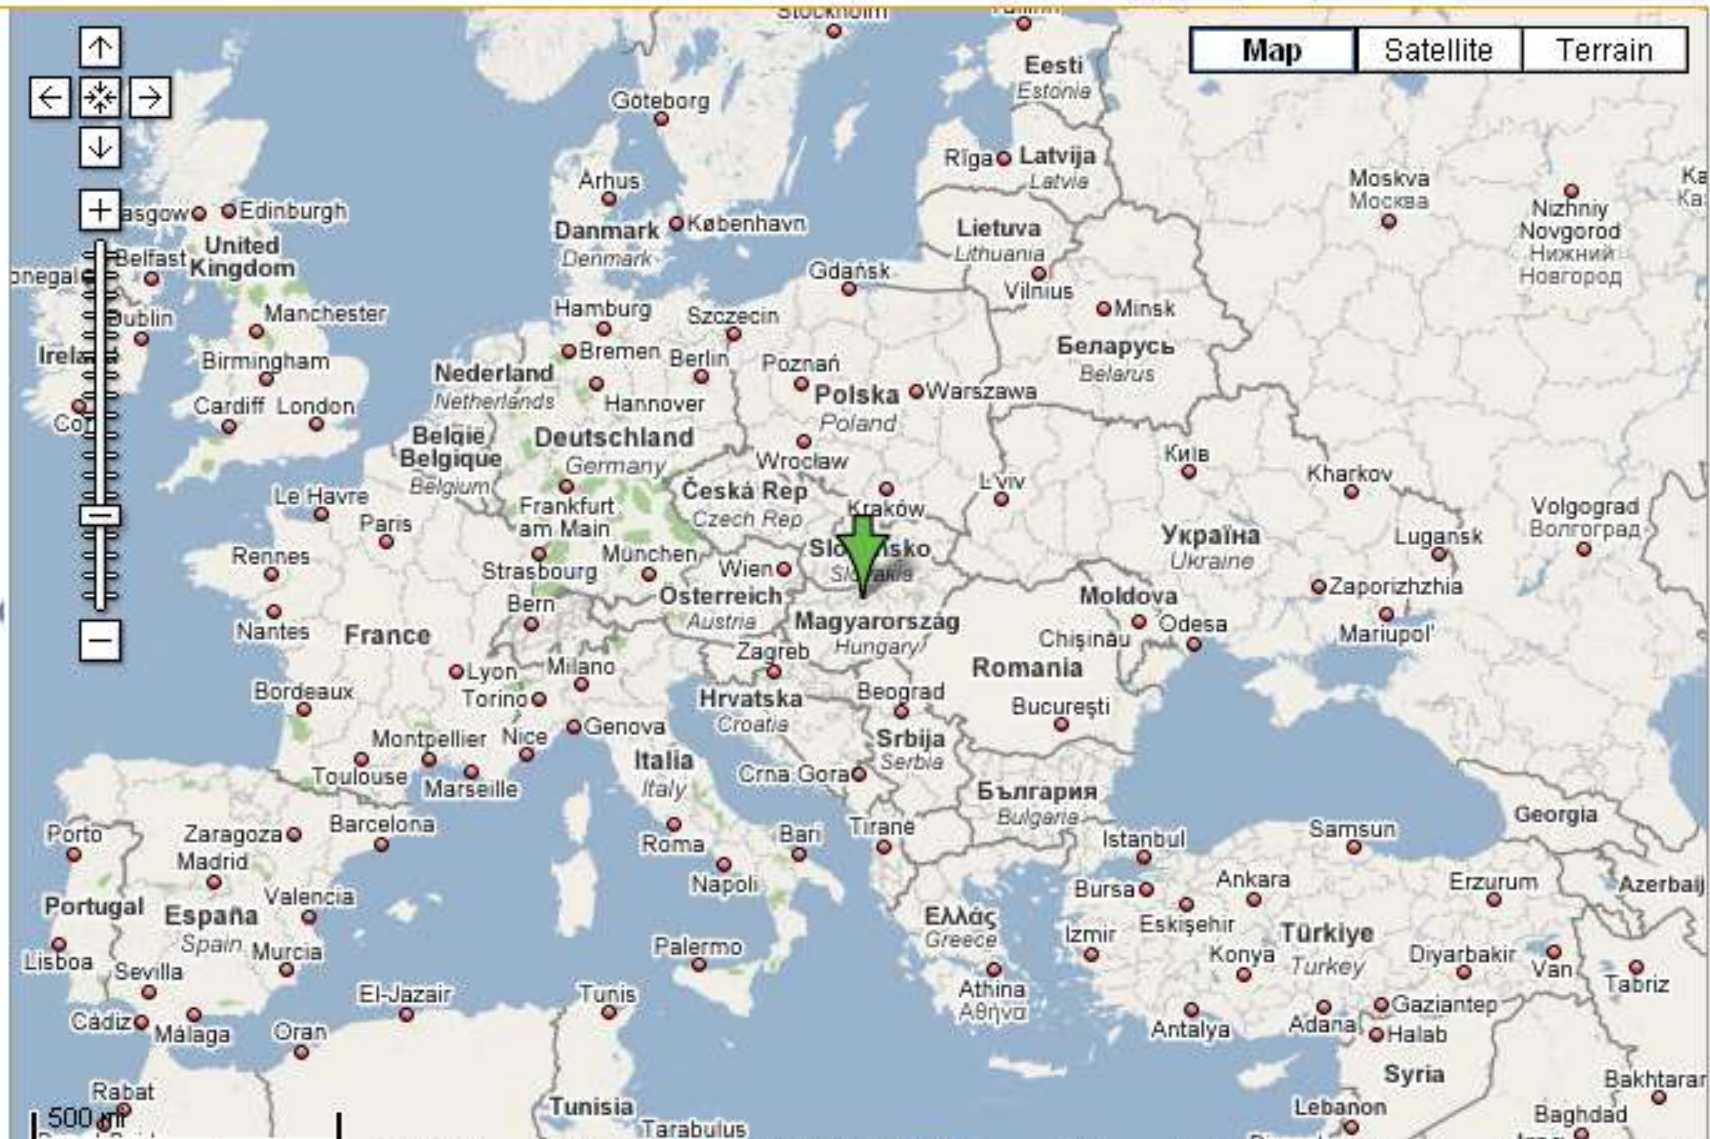 Stockholm
Map
Satellite
Terrain
Eesti
Estonia
Göteborg
Rīga
Latvija
Latvia
Moskva
Москва
Nizhniy
Novgorod
Нижний
Новгород
Århus
Edinburgh
Danmark
Denmark
København
Lietuva
Lithuania
United
Kingdom
Belfast
Gdańsk
Vilnius
Minsk
Manchester
Hamburg
Szczecin
Dublin
Беларусь
Belarus
Birmingham
Bremen
Berlin
Poznań
Nederland
Netherlands
Hannover
Polska
Poland
Warszawa
Cardiff
London
België
Belgique
Belgium
Deutschland
Germany
Wrocław
Київ
Kharkov
Le Havre
Frankfurt
am Main
Česká Rep
Czech Rep
Kraków
L'viv
Volgograd
Волгоград
Paris
Україна
Ukraine
Lugansk
Rennes
Strasbourg
München
Wien
Zaporizhzhia
Bern
Österreich
Austria
Moldova
Nantes
France
Magyarország
Hungary
Chişinău
Odesa
Mariupol'
Lyon
Milano
Zagreb
Romania
Bordeaux
Torino
Hrvatska
Croatia
Beograd
Bucureşti
Genova
Montpellier
Nice
Italia
Italy
Srbija
Serbia
Toulouse
Marseille
Crna Gora
България
Bulgaria
Georgia
Porto
Zaragoza
Barcelona
Roma
Bari
Tiranë
Istanbul
Samsun
Madrid
Napoli
Bursa
Ankara
Erzurum
Portugal
España
Spain
Valencia
Ελλάς
Greece
Eskişehir
Türkiye
Turkey
Lisboa
Sevilla
Murcia
Palermo
Izmir
Konya
Diyarbakir
Van
Tabriz
El-Jazair
Tunis
Athina
Αθήνα
Antalya
Adana
Gaziantep
Halab
Cádiz
Málaga
Oran
Syria
Rabat
Tunisia
Lebanon
Bakhtaran
Baghdad
500 mi
Tarabulus